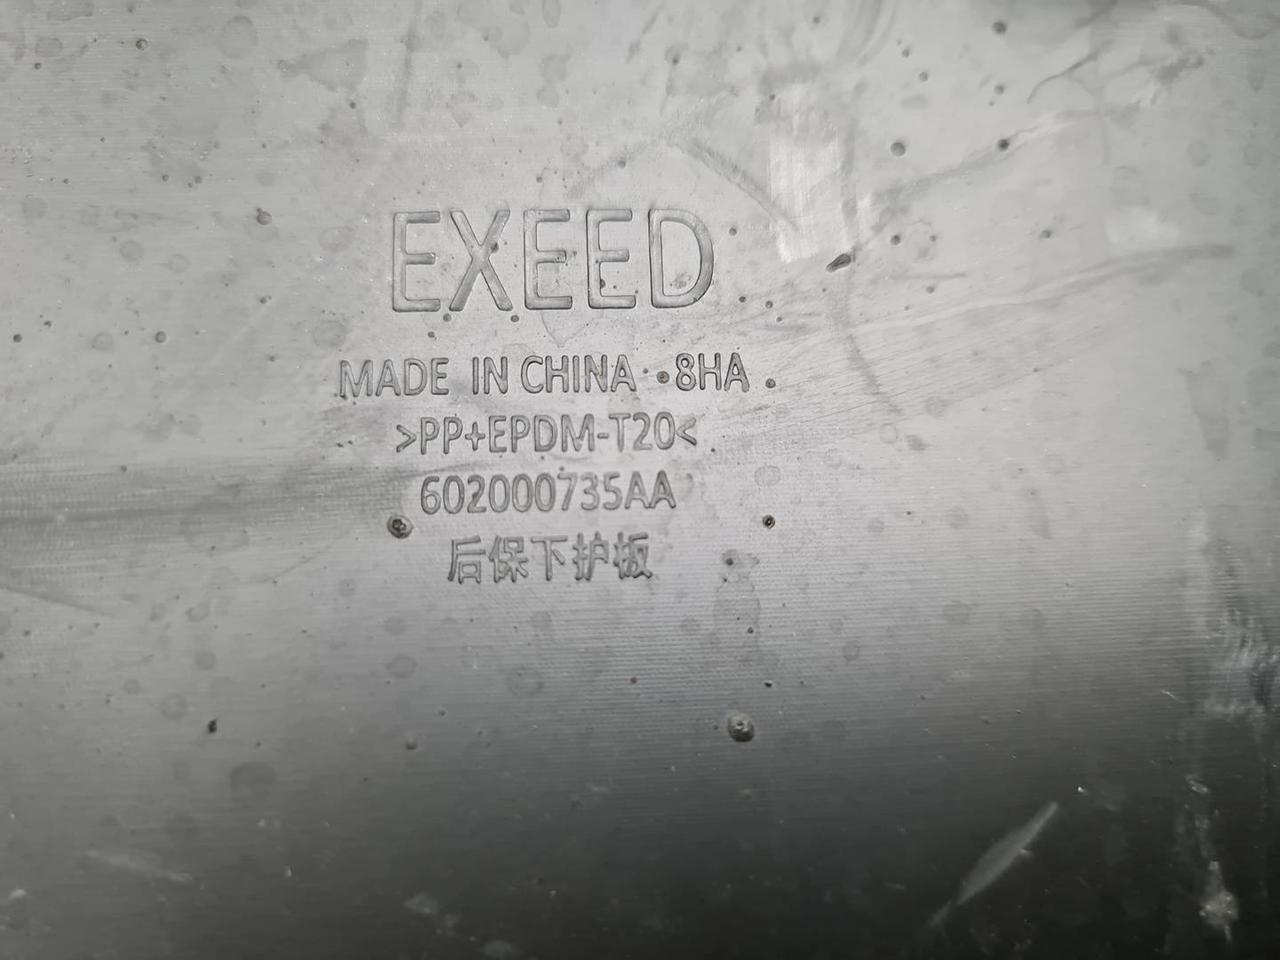 EXEED
MADE IN CHINA · 8HA
>PP+EPDM-T20<
602000735AA
后保下护板